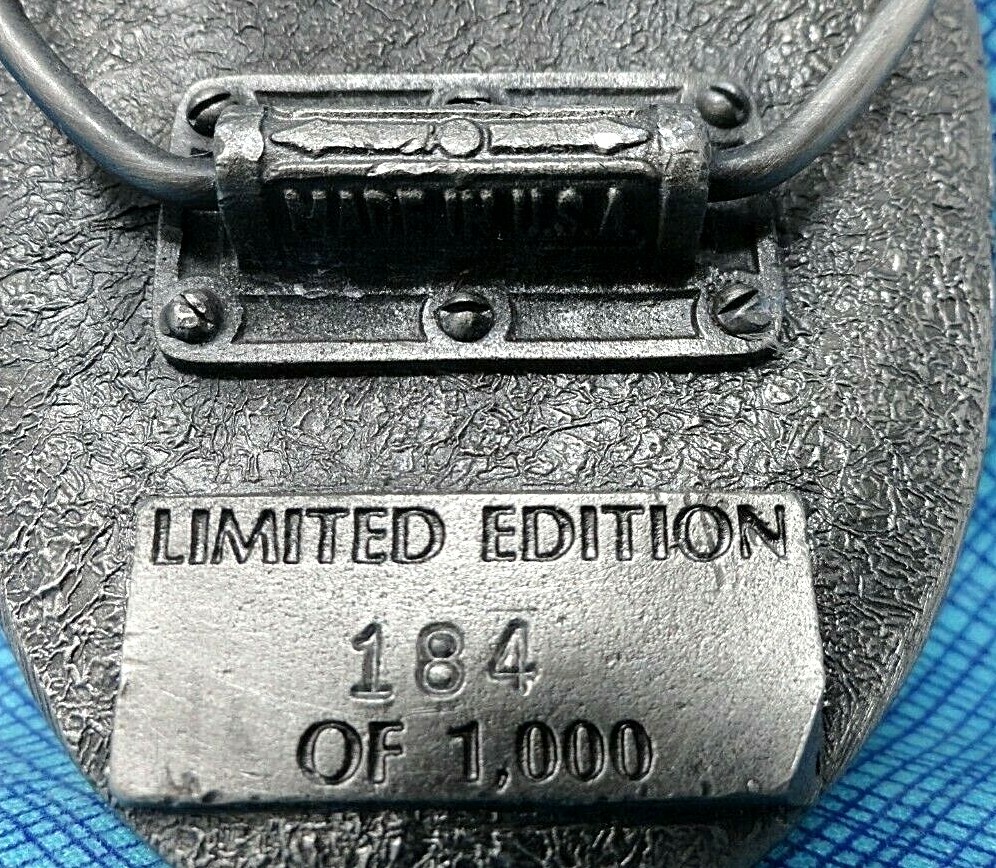 MADE IN U.S.A.
LIMITED EDITION
184
OF 1,000